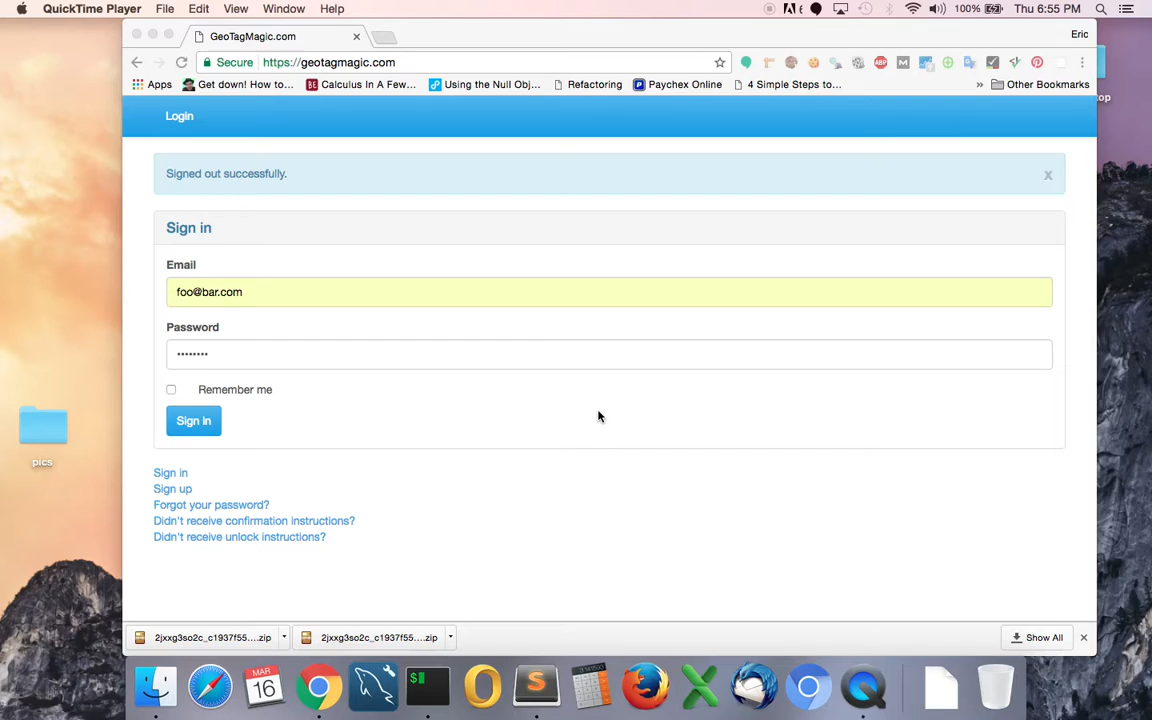 QuickTime Player File Edit View Window Help 100% Thu 6:55 PM
GeoTagMagic.com Eric
Secure https://geotagmagic.com
Apps Get down! How to... Calculus In A Few... Using the Null Obj... Refactoring Paychex Online 4 Simple Steps to... » Other Bookmarks
top
Login
Signed out successfully. x
Sign in
Email
foo@bar.com
Password
••••••••
Remember me
Sign in
pics
Sign in
Sign up
Forgot your password?
Didn't receive confirmation instructions?
Didn't receive unlock instructions?
2jxxg3so2c_c1937f55....zip 2jxxg3so2c_c1937f55....zip Show All
MAR
16